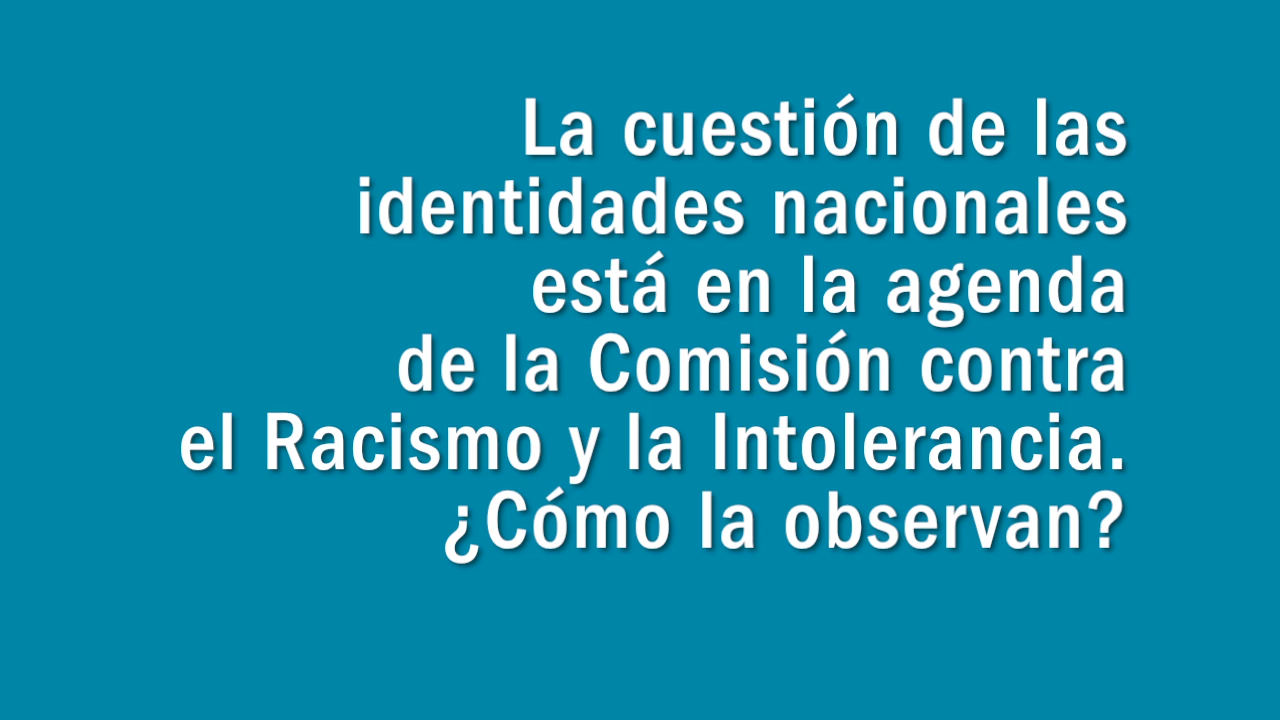 La cuestión de las
identidades nacionales
está en la agenda
de la Comisión contra
el Racismo y la Intolerancia.
¿Cómo la observan?